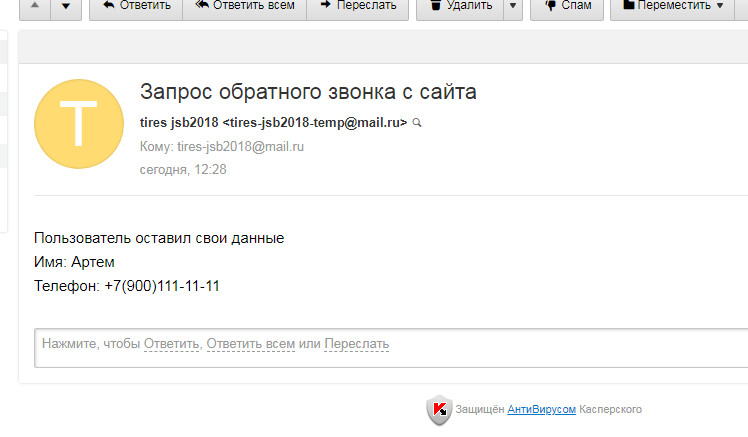 Ответить Ответить всем Переслать Удалить Спам Переместить
T
Запрос обратного звонка с сайта
tires jsb2018 <tires-jsb2018-temp@mail.ru>
Кому: tires-jsb2018@mail.ru
сегодня, 12:28
Пользователь оставил свои данные
Имя: Артем
Телефон: +7(900)111-11-11
Нажмите, чтобы Ответить, Ответить всем или Переслать
Защищён АнтиВирусом Касперского